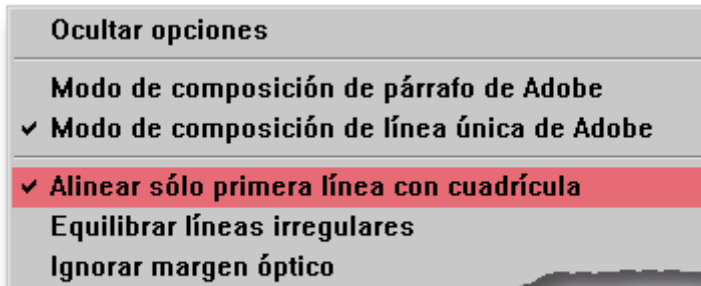 Ocultar opciones
Modo de composición de párrafo de Adobe
Modo de composición de línea única de Adobe
Alinear sólo primera línea con cuadrícula
Equilibrar líneas irregulares
Ignorar margen óptico